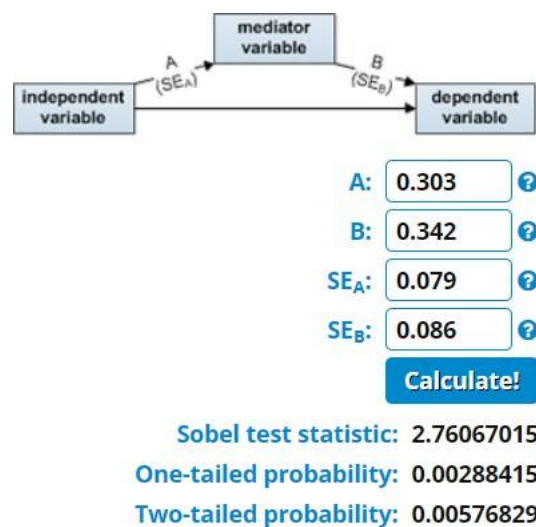 mediator
variable
A
(SEA)
B
(SEB)
independent
variable
dependent
variable
A: 0.303 ?
B: 0.342 ?
SEA: 0.079 ?
SEB: 0.086 ?
Calculate!
Sobel test statistic: 2.76067015
One-tailed probability: 0.00288415
Two-tailed probability: 0.00576829